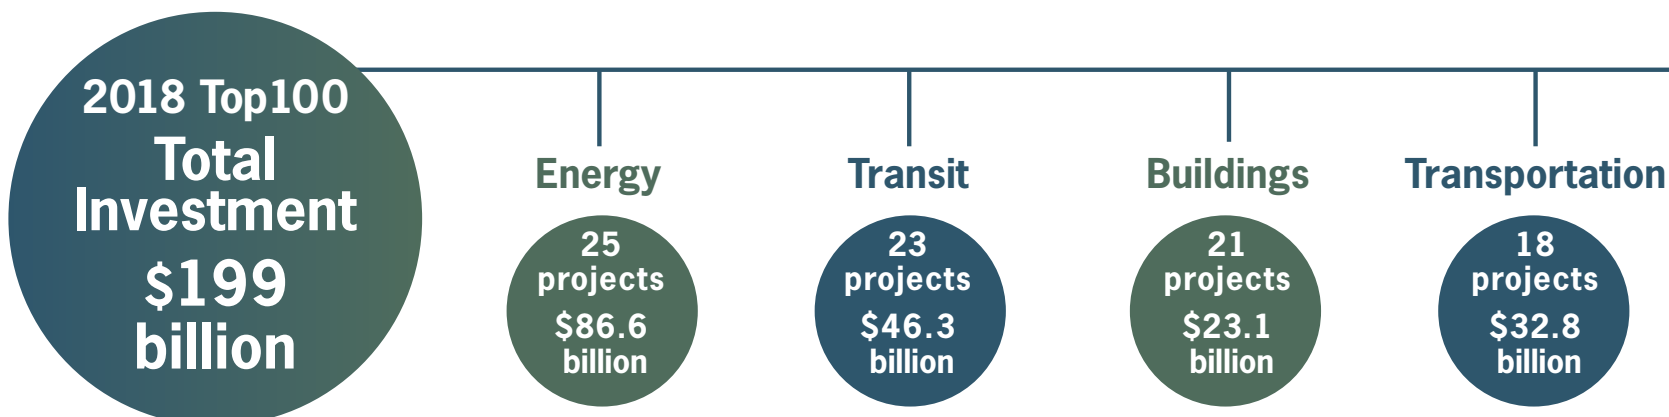 2018 Top100
Total
Investment
$199
billion
Energy
25
projects
$86.6
billion
Transit
23
projects
$46.3
billion
Buildings
21
projects
$23.1
billion
Transportation
18
projects
$32.8
billion